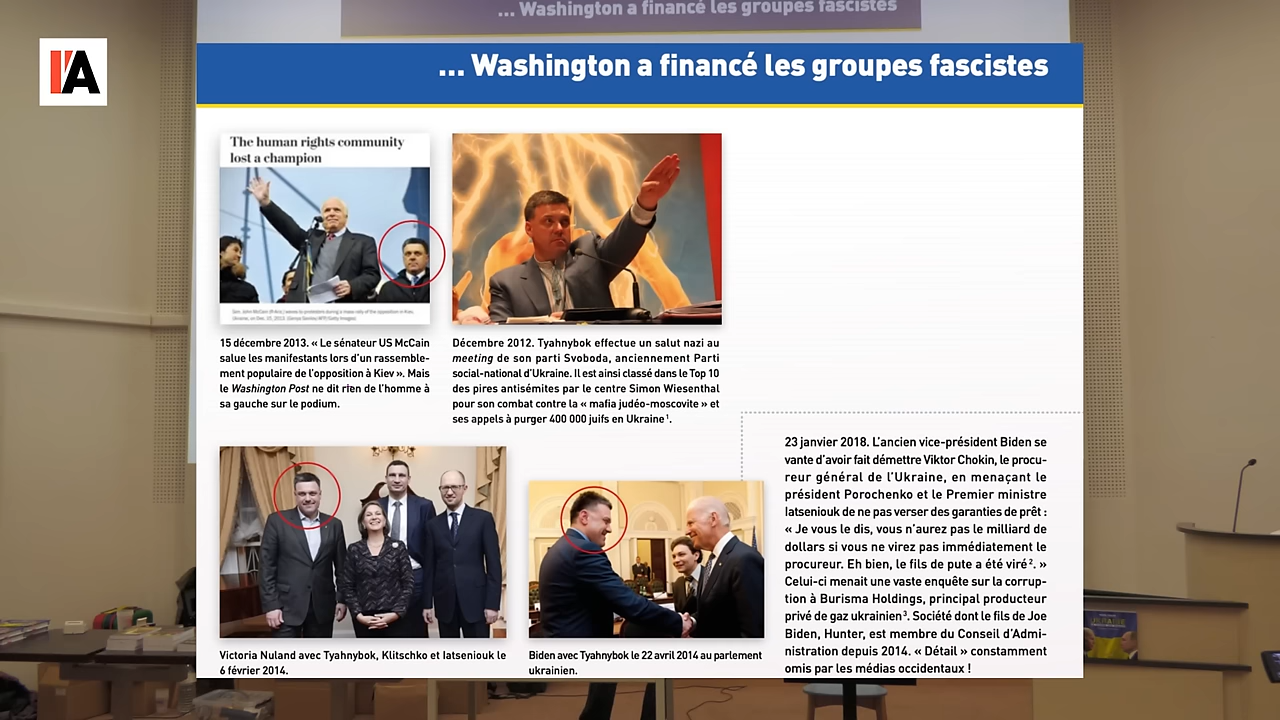 ... Washington a financé les groupes fascistes
l'A
... Washington a financé les groupes fascistes
The human rights community
lost a champion
15 décembre 2013. « Le sénateur US McCain
salue les manifestants lors d'un rassemble-
ment populaire de l'opposition à Kiev ». Mais
le Washington Post ne dit rien de l'homme à
sa gauche sur le podium.
Décembre 2012. Tyahnybok effectue un salut nazi au
meeting de son parti Svoboda, anciennement Parti
social-national d'Ukraine. Il est ainsi classé dans le Top 10
des pires antisémites par le centre Simon Wiesenthal
pour son combat contre la « mafia judéo-moscovite » et
ses appels à purger 400 000 juifs en Ukraine¹.
Victoria Nuland avec Tyahnybok, Klitschko et Iatseniouk le
6 février 2014.
Biden avec Tyahnybok le 22 avril 2014 au parlement
ukrainien.
23 janvier 2018. L'ancien vice-président Biden se
vante d'avoir fait démettre Viktor Chokin, le procu-
reur général de l'Ukraine, en menaçant le
président Porochenko et le Premier ministre
Iatseniouk de ne pas verser des garanties de prêt :
« Je vous le dis, vous n'aurez pas le milliard de
dollars si vous ne virez pas immédiatement le
procureur. Eh bien, le fils de pute a été viré². »
Celui-ci menait une vaste enquête sur la corrup-
tion à Burisma Holdings, principal producteur
privé de gaz ukrainien³. Société dont le fils de Joe
Biden, Hunter, est membre du Conseil d'Admi-
nistration depuis 2014. « Détail » constamment
omis par les médias occidentaux !